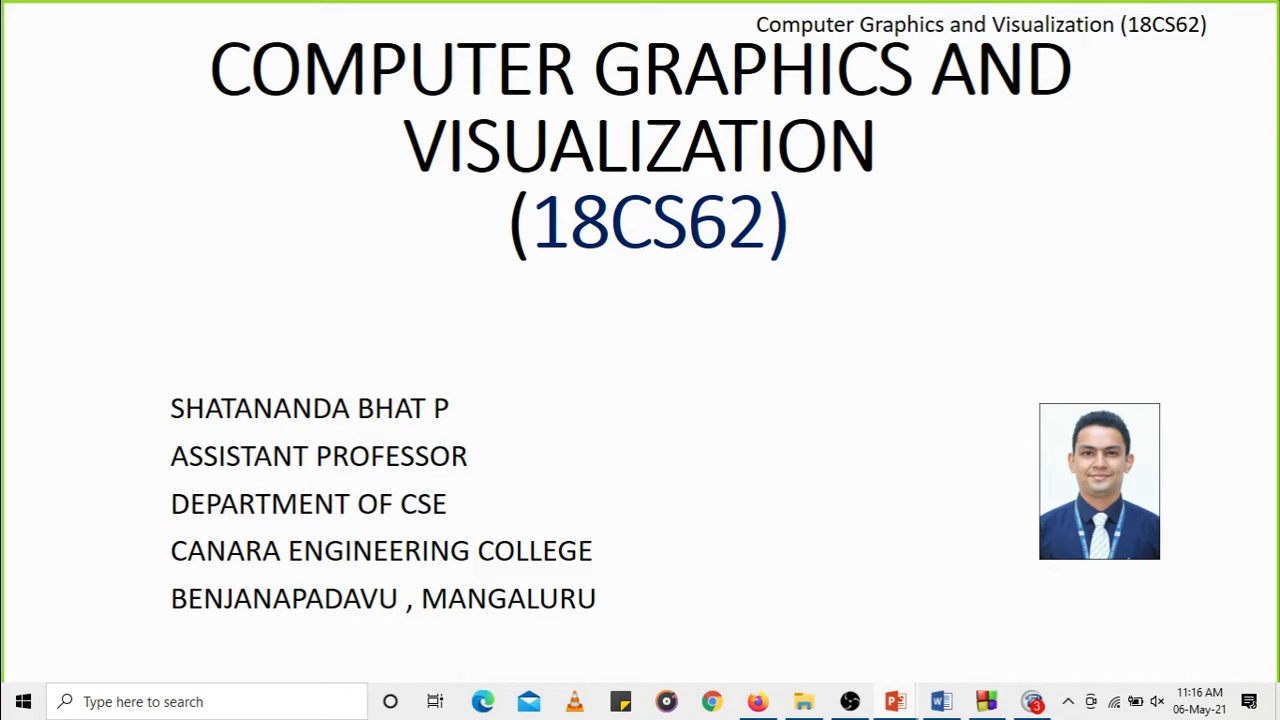 Computer Graphics and Visualization (18CS62)
COMPUTER GRAPHICS AND
VISUALIZATION
(18CS62)
SHATANANDA BHAT P
ASSISTANT PROFESSOR
DEPARTMENT OF CSE
CANARA ENGINEERING COLLEGE
BENJANAPADAVU , MANGALURU
Type here to search
3
11:16 AM
06-May-21